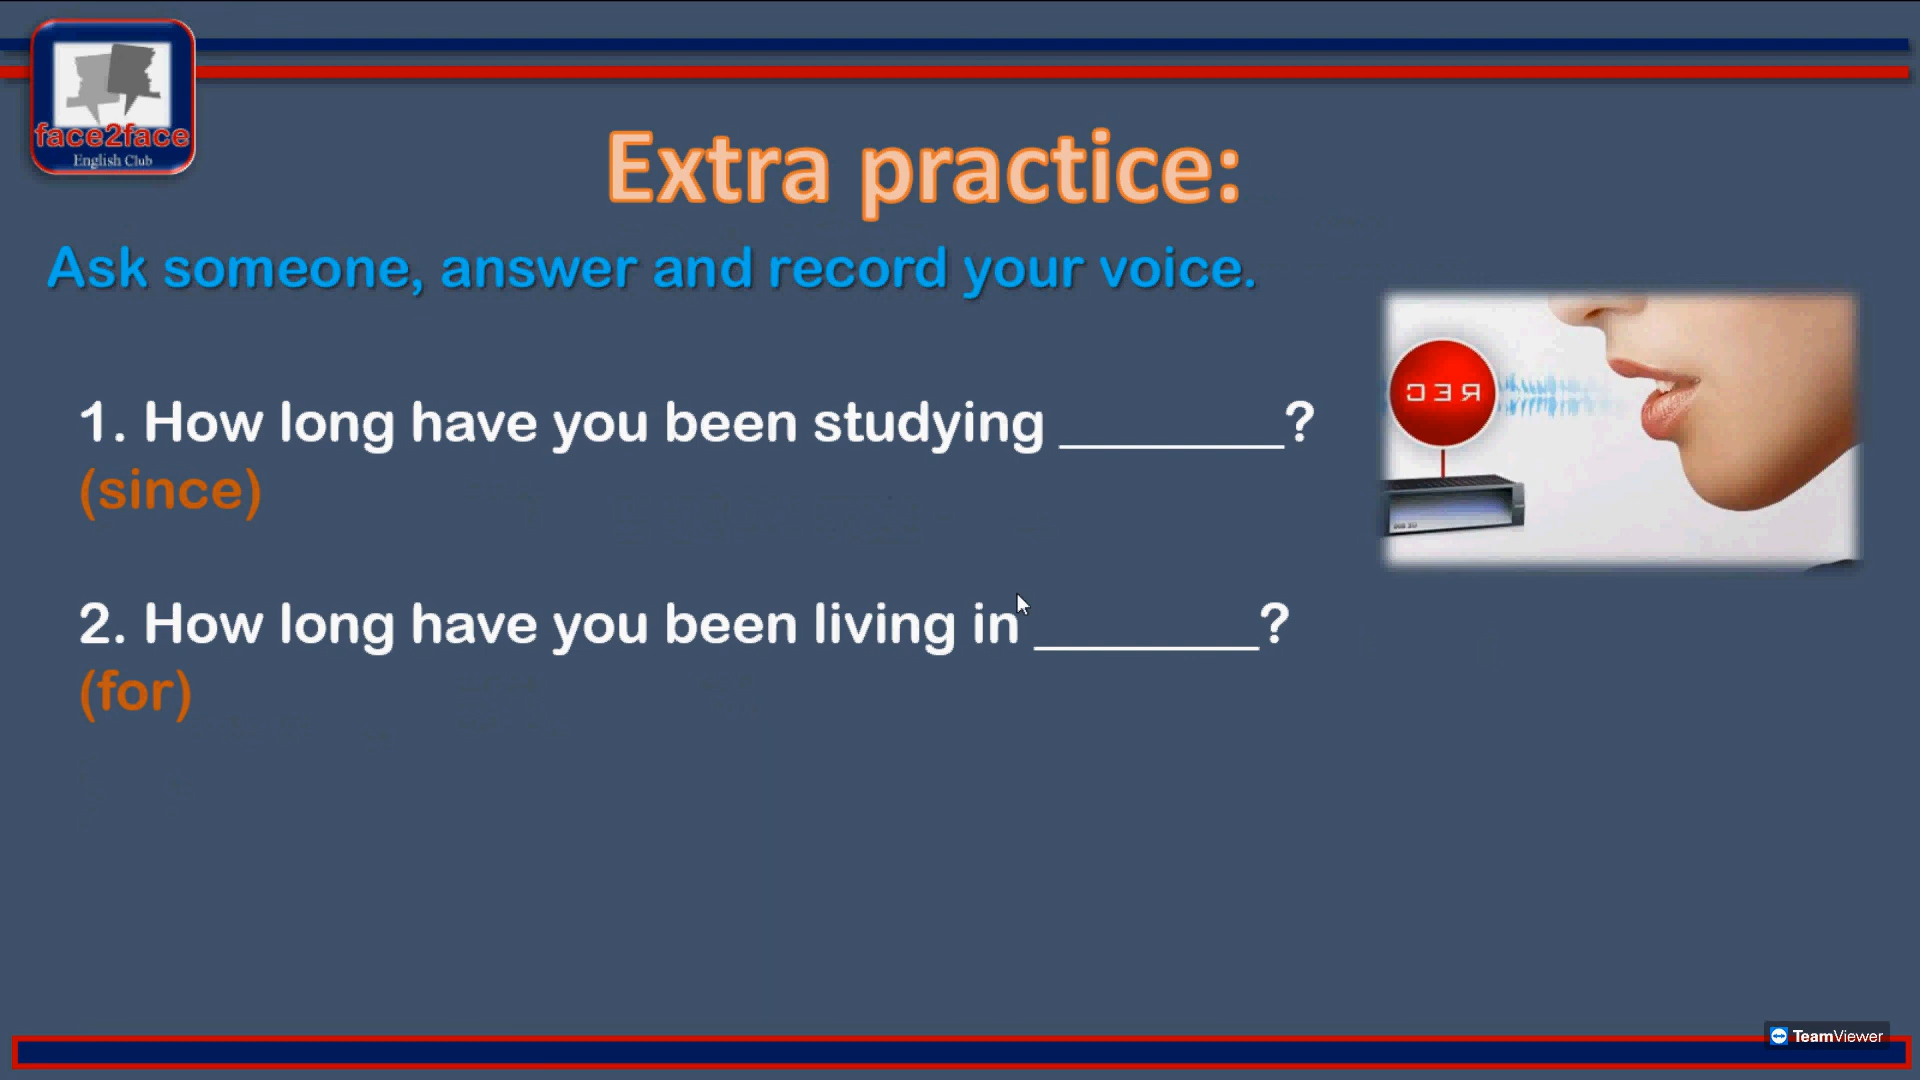 face2face
English Club
Extra practice:
Ask someone, answer and record your voice.
1. How long have you been studying ________?
(since)
REC
2. How long have you been living in ________?
(for)
TeamViewer